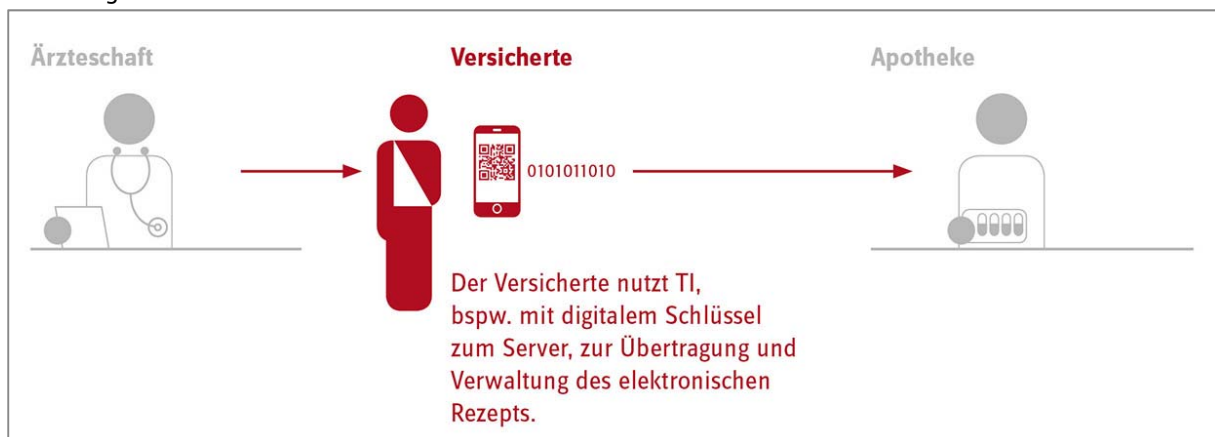 Ärzteschaft
Versicherte
Apotheke
0101011010
Der Versicherte nutzt TI,
bspw. mit digitalem Schlüssel
zum Server, zur Übertragung und
Verwaltung des elektronischen
Rezepts.